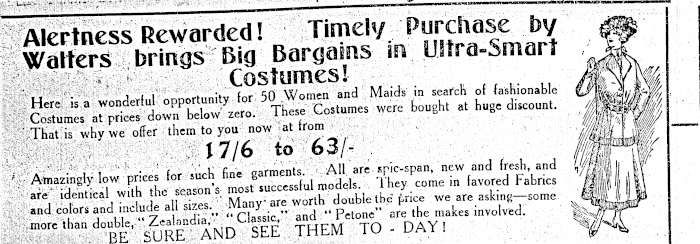 Alertness Rewarded! Timely Purchase by
Walters brings Big Bargains in Ultra-Smart
Costumes!
Here is a wonderful opportunity for 50 Women and Maids in search of fashionable
Costumes at prices down below zero. These Costumes were bought at huge discount.
That is why we offer them to you now at from
17/6 to 63/-
Amazingly low prices for such fine garments. All are spic-span, new and fresh, and
are identical with the season's most successful models. They come in favored Fabrics
and colors and include all sizes. Many are worth double the price we are asking—some
more than double, "Zealandia," "Classic," and "Petone" are the makes involved.
BE SURE AND SEE THEM TO-DAY!